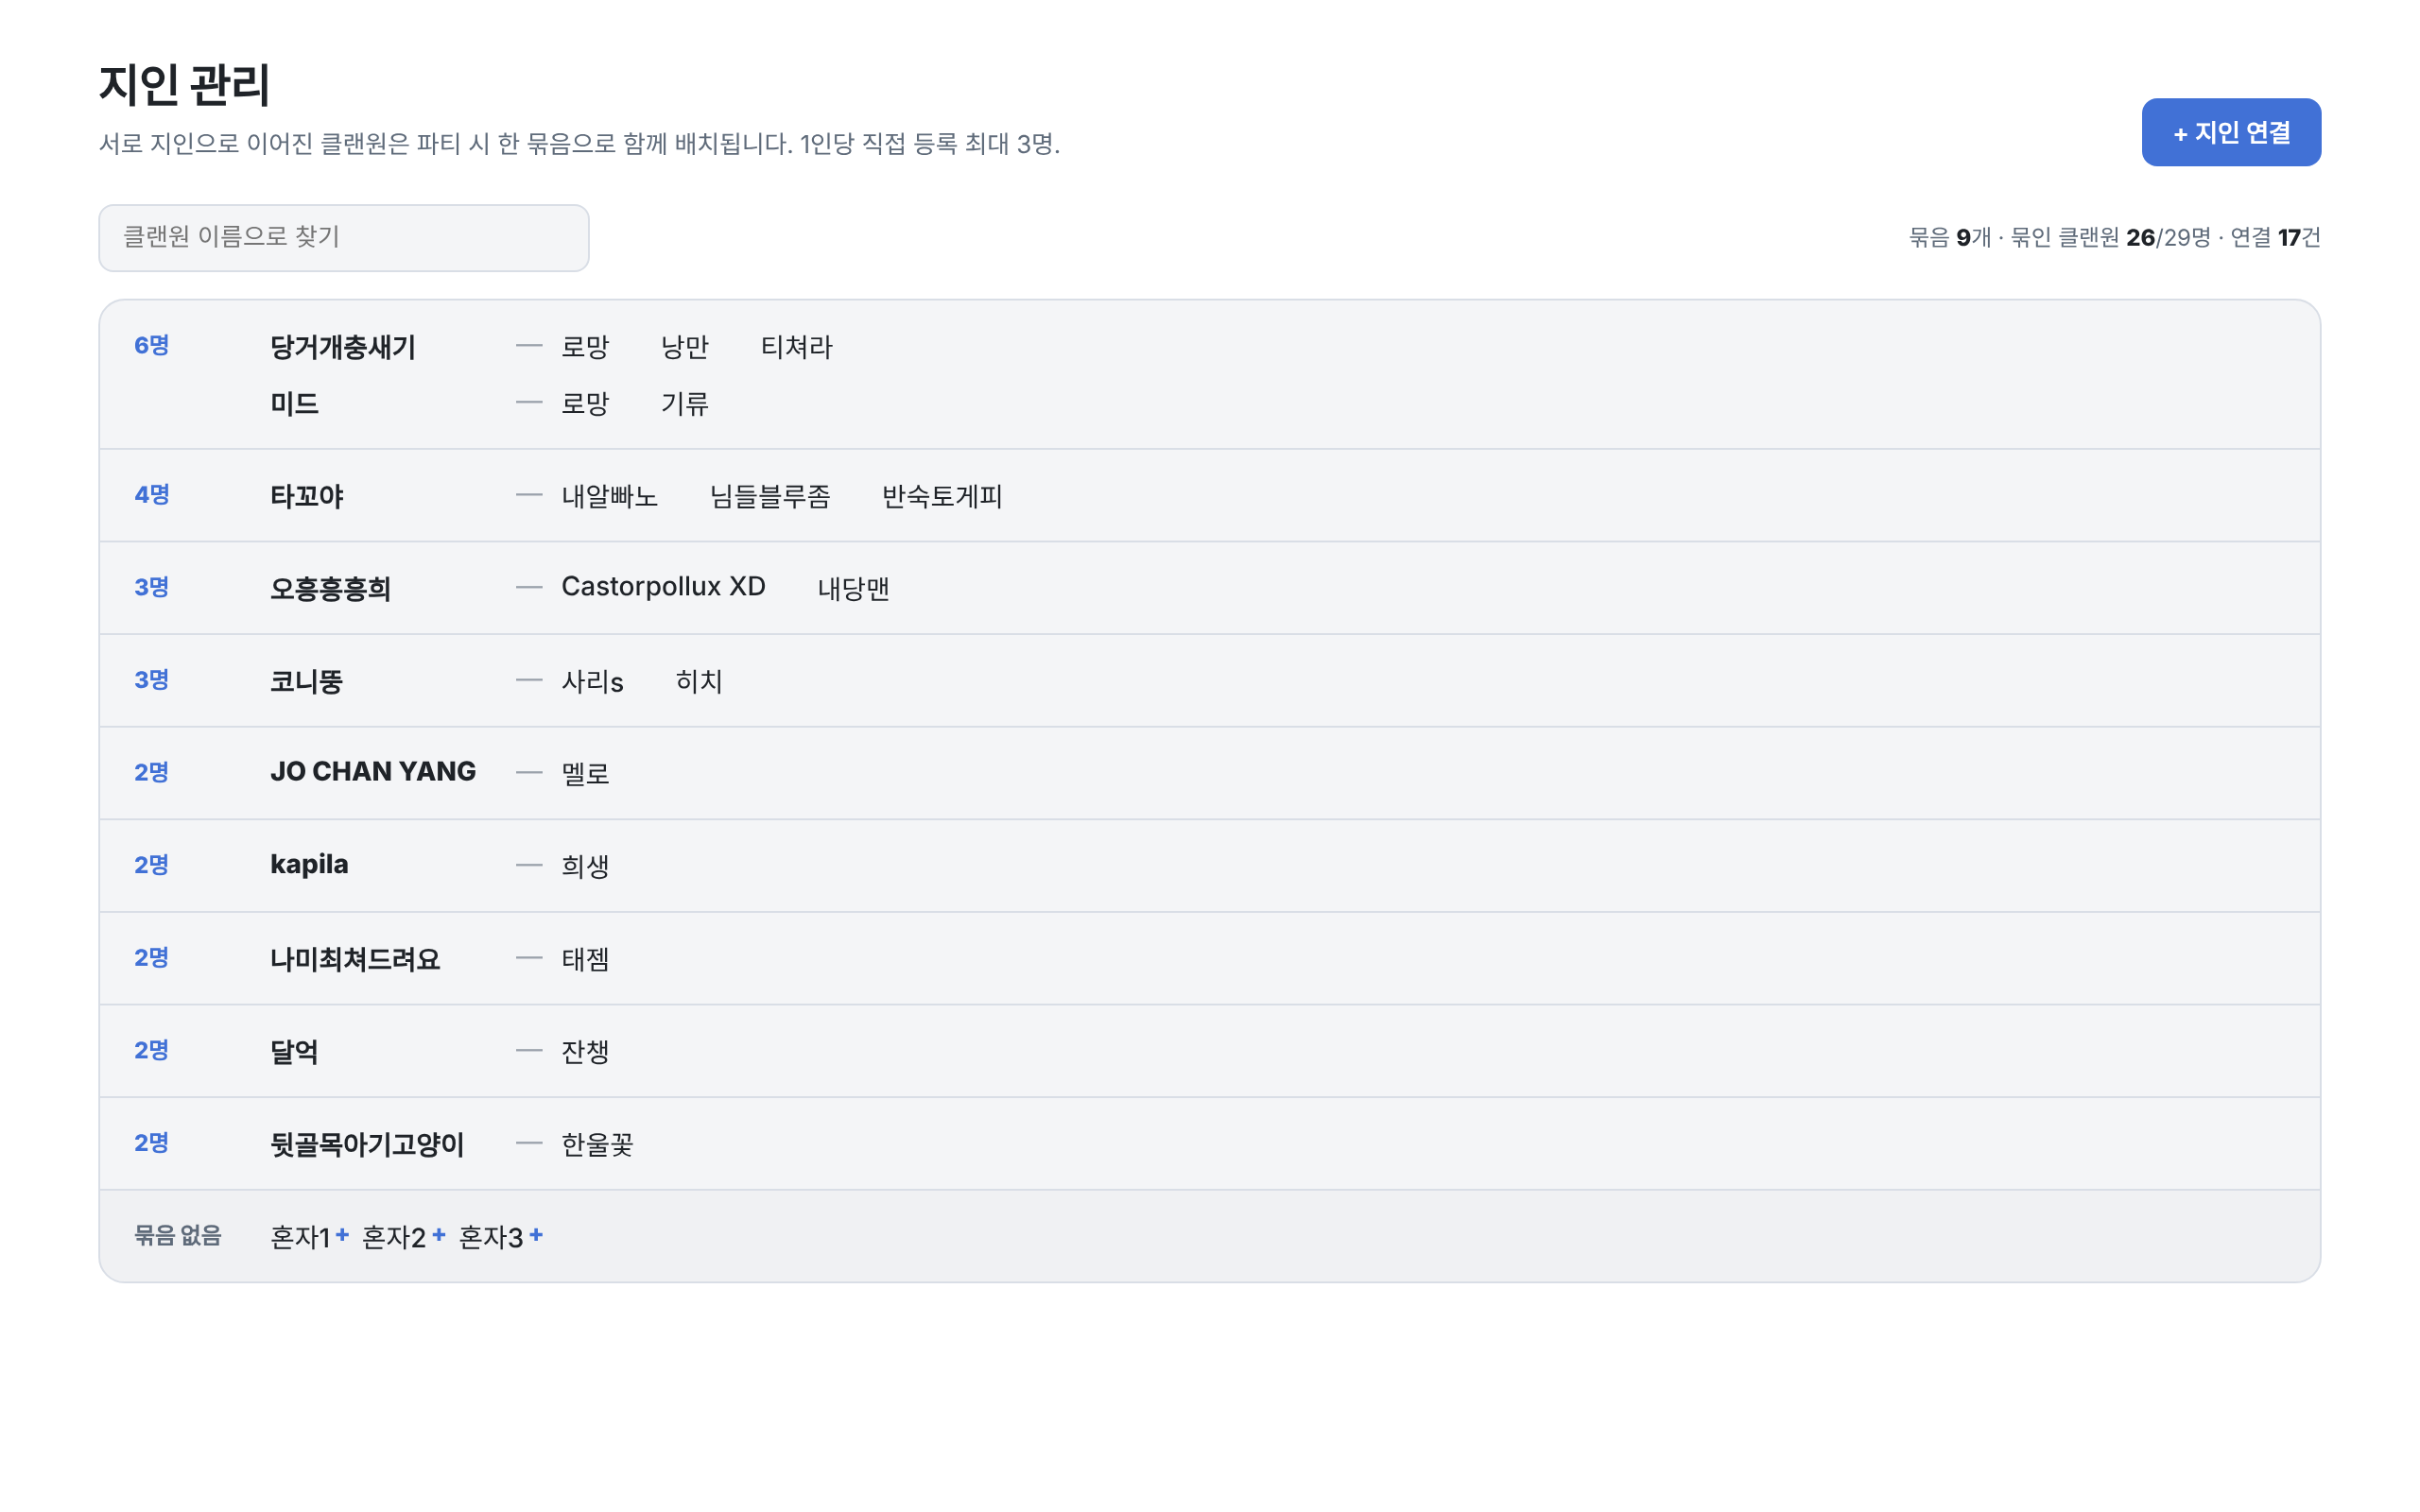 지인 관리
서로 지인으로 이어진 클랜원은 파티 시 한 묶음으로 함께 배치됩니다. 1인당 직접 등록 최대 3명.
+ 지인 연결
클랜원 이름으로 찾기
묶음 9개 · 묶인 클랜원 26/29명 · 연결 17건
6명 당거개충새기 — 로망 낭만 티쳐라
미드 — 로망 기류
4명 타꼬야 — 내알빠노 님들블루좀 반숙토게피
3명 오흥흥흥희 — Castorpollux XD 내당맨
3명 코니뚱 — 사리s 히치
2명 JO CHAN YANG — 멜로
2명 kapila — 희생
2명 나미최쳐드려요 — 태젬
2명 달억 — 잔챙
2명 뒷골목아기고양이 — 한울꽃
묶음 없음 혼자1 + 혼자2 + 혼자3 +